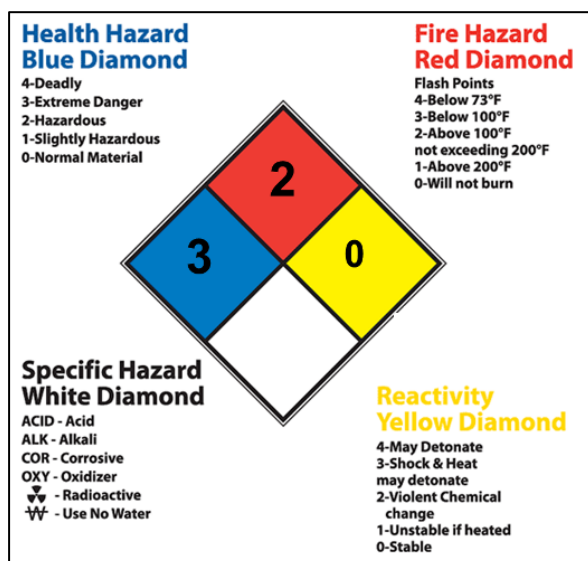 Health Hazard
Blue Diamond
4-Deadly
3-Extreme Danger
2-Hazardous
1-Slightly Hazardous
0-Normal Material
Fire Hazard
Red Diamond
Flash Points
4-Below 73°F
3-Below 100°F
2-Above 100°F
not exceeding 200°F
1-Above 200°F
0-Will not burn
2
3
0
Specific Hazard
White Diamond
ACID - Acid
ALK - Alkali
COR - Corrosive
OXY - Oxidizer
☢ - Radioactive
W̶ - Use No Water
Reactivity
Yellow Diamond
4-May Detonate
3-Shock & Heat
may detonate
2-Violent Chemical
change
1-Unstable if heated
0-Stable